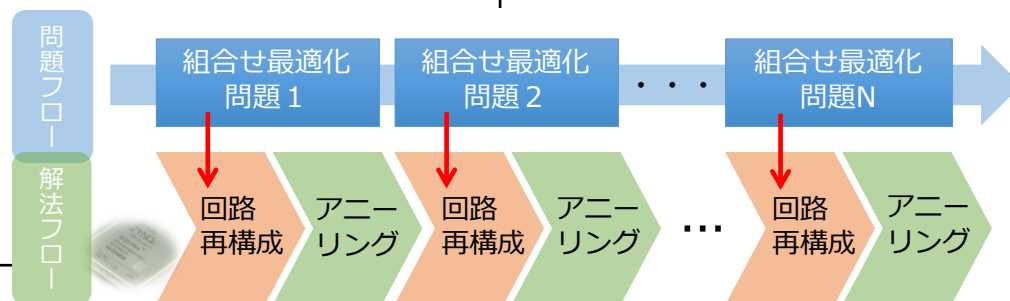 問題フロー
組合せ最適化
問題1
組合せ最適化
問題2
・・・
組合せ最適化
問題N
解法フロー
回路
再構成
アニー
リング
回路
再構成
アニー
リング
...
回路
再構成
アニー
リング